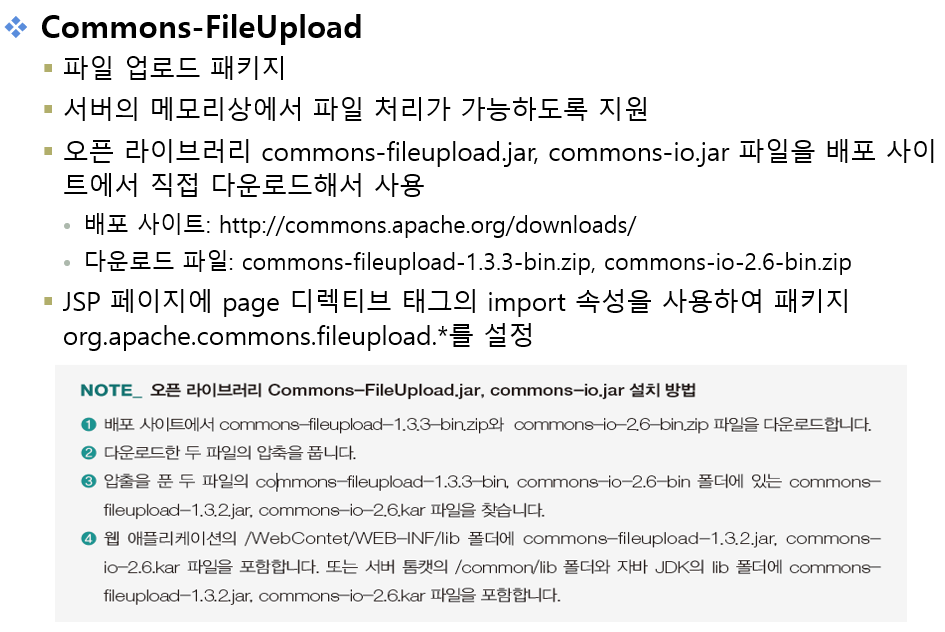 Commons-FileUpload
파일 업로드 패키지
서버의 메모리상에서 파일 처리가 가능하도록 지원
오픈 라이브러리 commons-fileupload.jar, commons-io.jar 파일을 배포 사이
트에서 직접 다운로드해서 사용
배포 사이트: http://commons.apache.org/downloads/
다운로드 파일: commons-fileupload-1.3.3-bin.zip, commons-io-2.6-bin.zip
JSP 페이지에 page 디렉티브 태그의 import 속성을 사용하여 패키지
org.apache.commons.fileupload.*를 설정
NOTE_ 오픈 라이브러리 Commons-FileUpload.jar, commons-io.jar 설치 방법
1 배포 사이트에서 commons-fileupload-1.3.3-bin.zip와 commons-io-2.6-bin.zip 파일을 다운로드합니다.
2 다운로드한 두 파일의 압축을 풉니다.
3 압출을 푼 두 파일의 commons-fileupload-1.3.3-bin, commons-io-2.6-bin 폴더에 있는 commons-
fileupload-1.3.2.jar, commons-io-2.6.kar 파일을 찾습니다.
4 웹 애플리케이션의 /WebContet/WEB-INF/lib 폴더에 commons-fileupload-1.3.2.jar, commons-
io-2.6.kar 파일을 포함합니다. 또는 서버 톰캣의 /common/lib 폴더와 자바 JDK의 lib 폴더에 commons-
fileupload-1.3.2.jar, commons-io-2.6.kar 파일을 포함합니다.